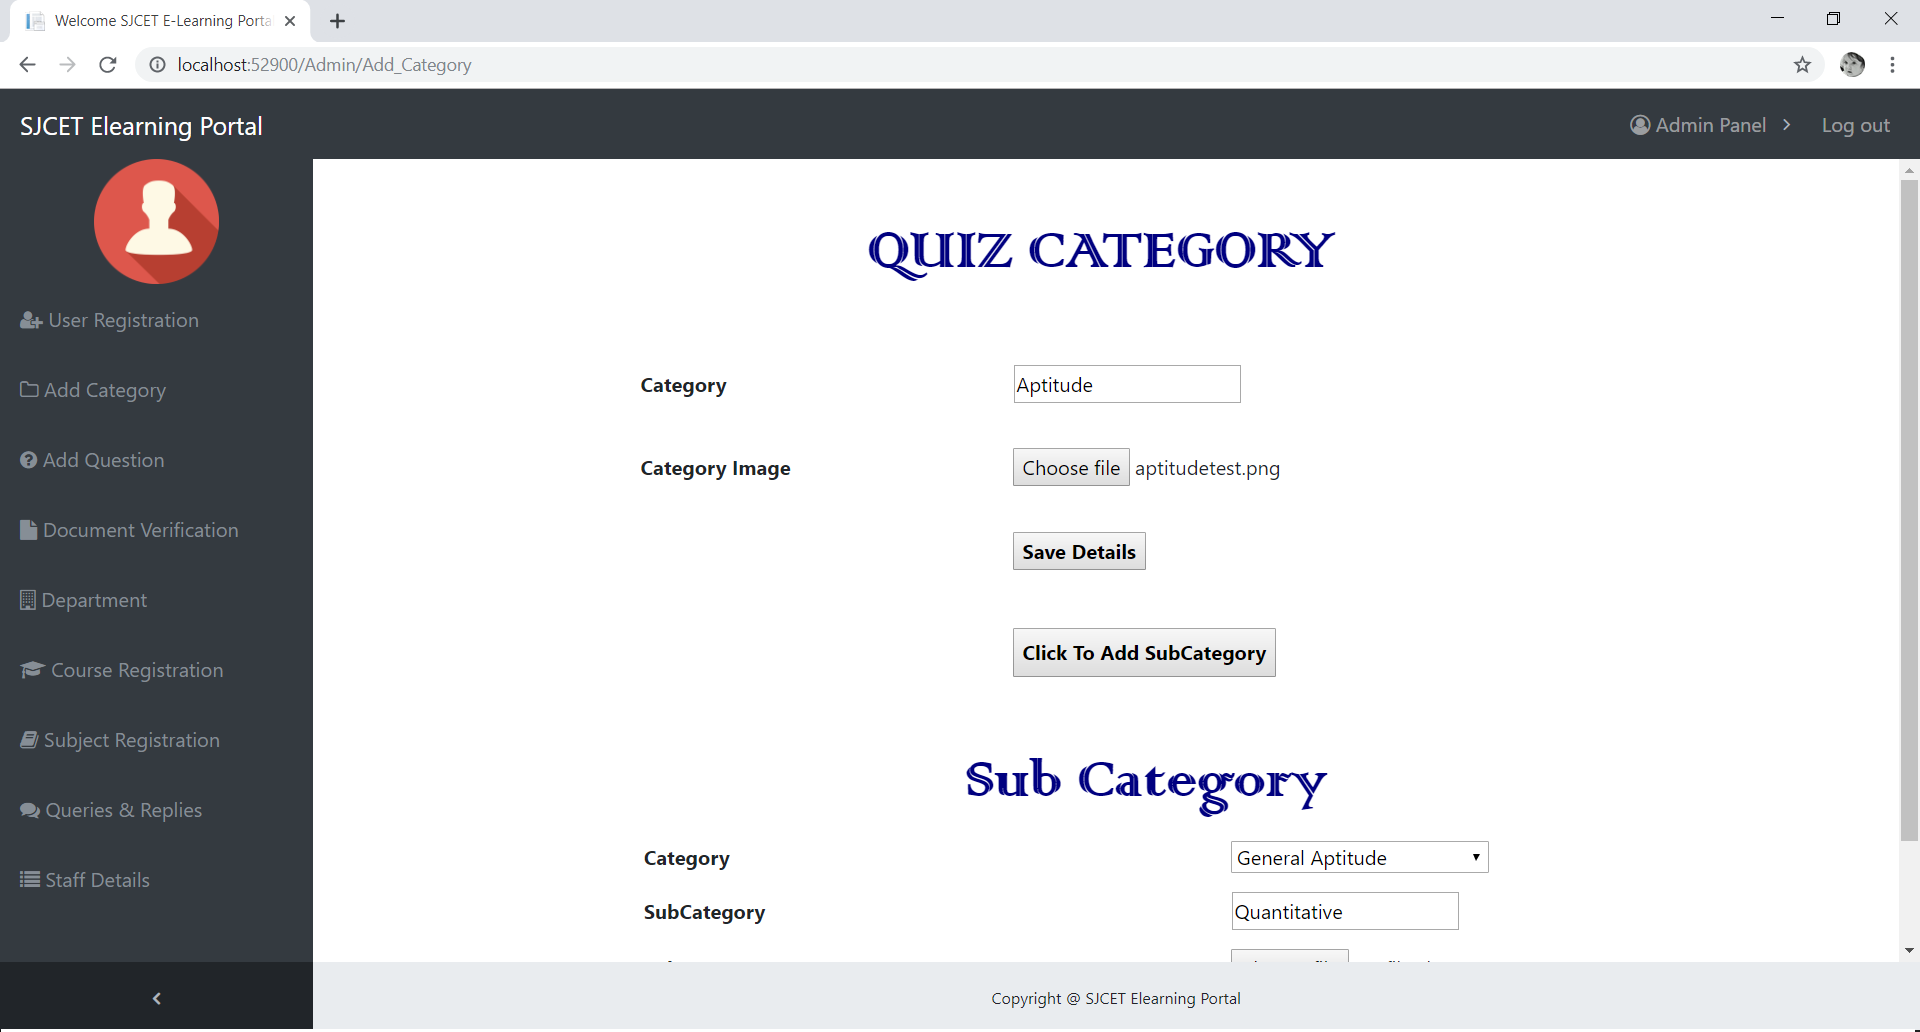 Welcome SJCET E-Learning Porta
localhost:52900/Admin/Add_Category
SJCET Elearning Portal
Admin Panel
Log out
User Registration
Add Category
Add Question
Document Verification
Department
Course Registration
Subject Registration
Queries & Replies
Staff Details
QUIZ CATEGORY
Category
Aptitude
Category Image
Choose file aptitudetest.png
Save Details
Click To Add SubCategory
Sub Category
Category
General Aptitude
SubCategory
Quantitative
Copyright @ SJCET Elearning Portal